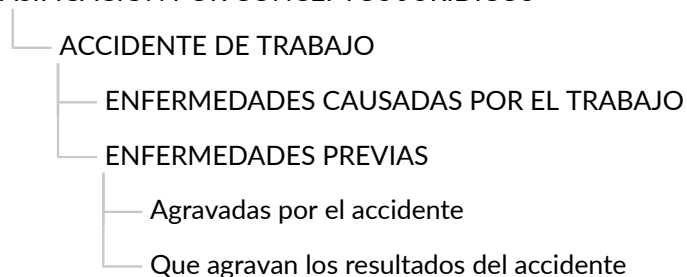 ACCIDENTE DE TRABAJO
ENFERMEDADES CAUSADAS POR EL TRABAJO
ENFERMEDADES PREVIAS
Agravadas por el accidente
Que agravan los resultados del accidente